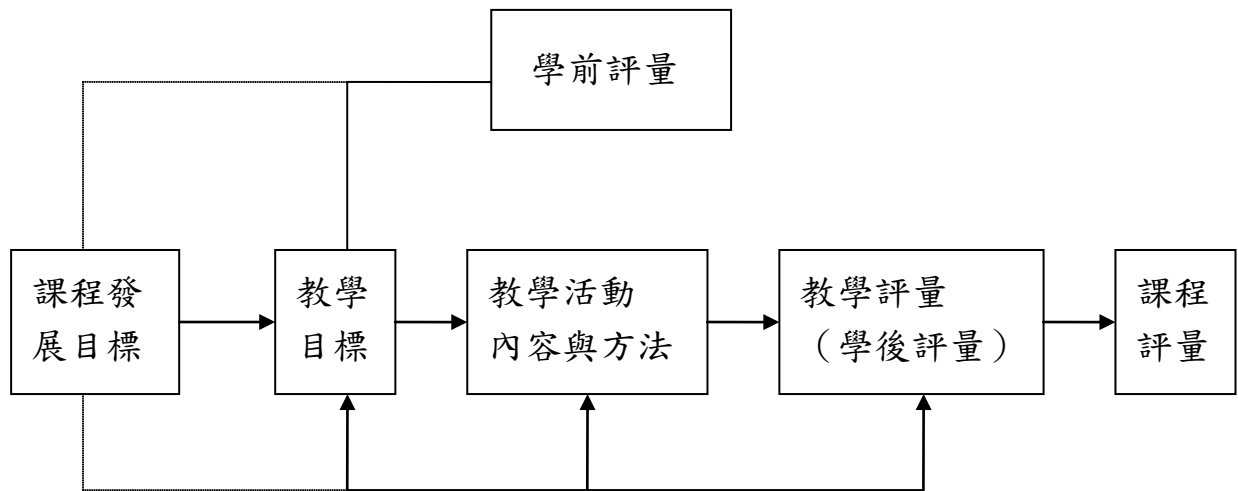 學前評量
課程發
展目標
教學
目標
教學活動
內容與方法
教學評量
（學後評量）
課程
評量